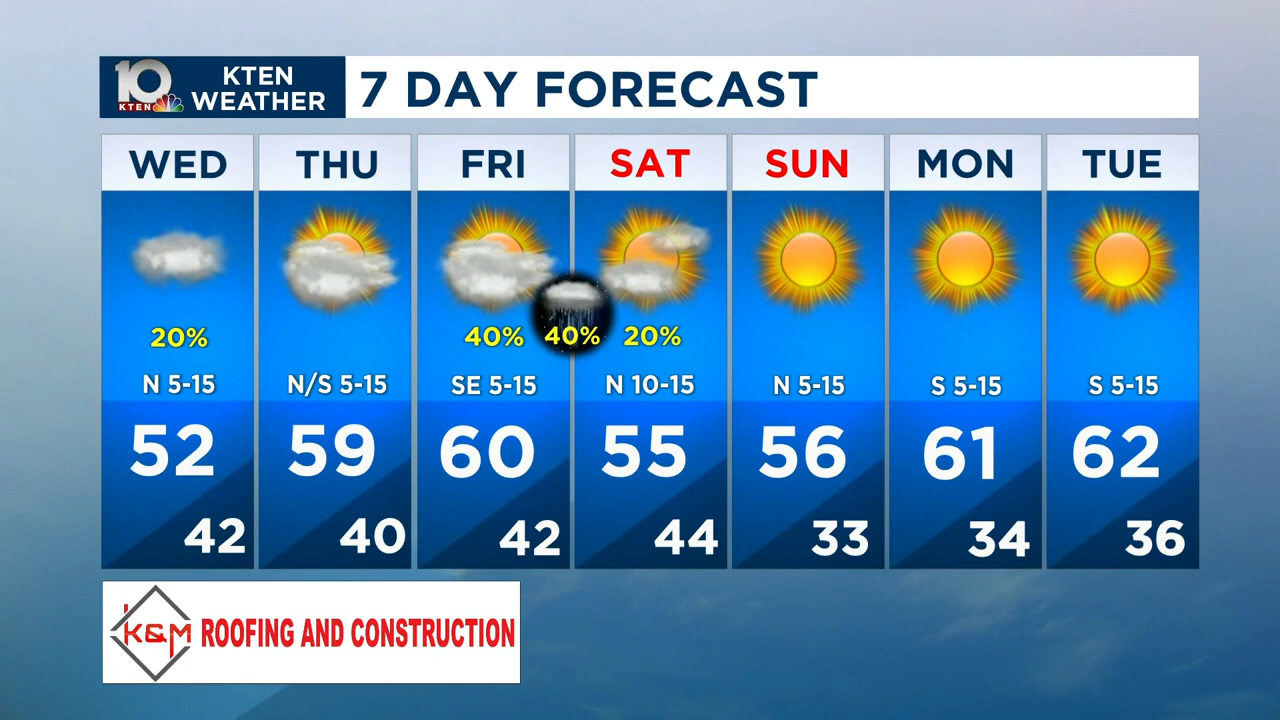 10
KTEN
KTEN
WEATHER
7 DAY FORECAST
WED THU FRI SAT SUN MON TUE
20% 40% 40% 20%
N 5-15 N/S 5-15 SE 5-15 N 10-15 N 5-15 S 5-15 S 5-15
52 59 60 55 56 61 62
42 40 42 44 33 34 36
K&M ROOFING AND CONSTRUCTION